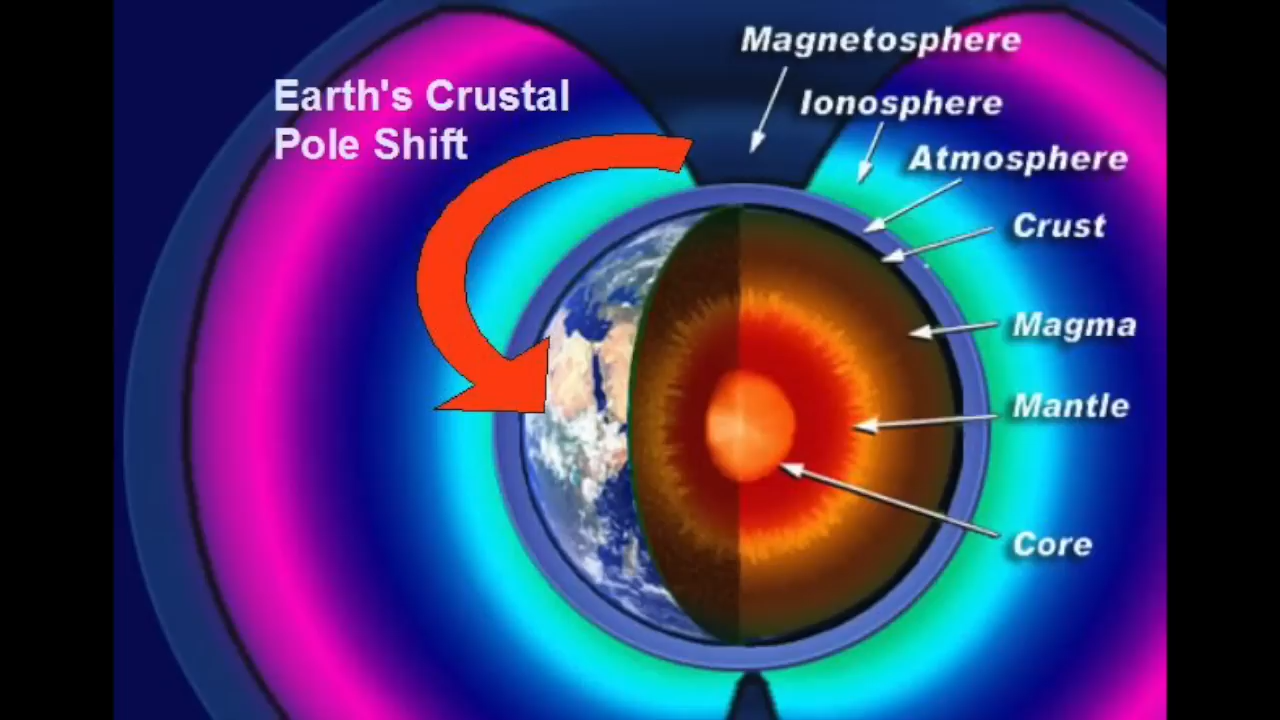 Magnetosphere
Earth's Crustal
Pole Shift
Ionosphere
Atmosphere
Crust
Magma
Mantle
Core